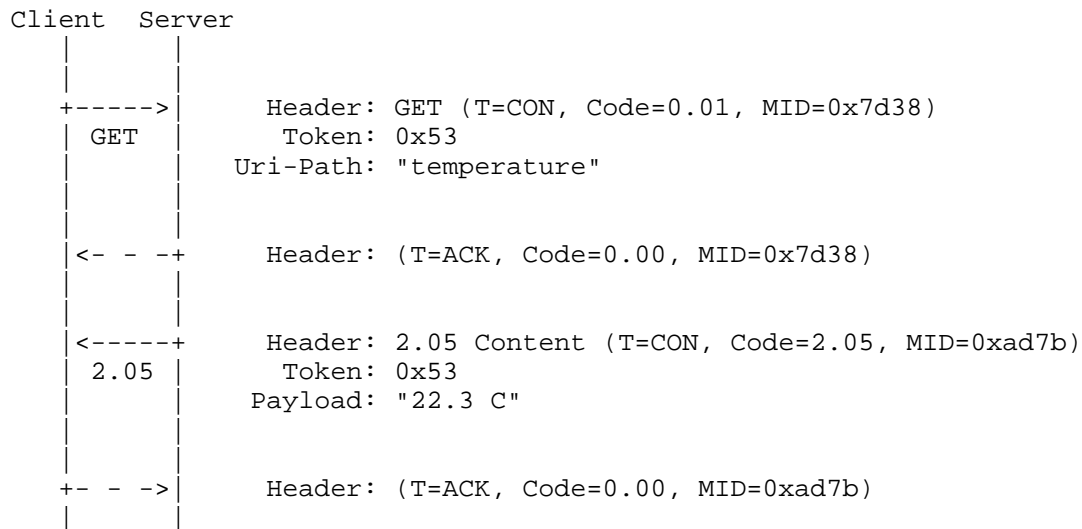 Client Server
Header: GET (T=CON, Code=0.01, MID=0x7d38)
GET Token: 0x53
Uri-Path: "temperature"
Header: (T=ACK, Code=0.00, MID=0x7d38)
Header: 2.05 Content (T=CON, Code=2.05, MID=0xad7b)
2.05 Token: 0x53
Payload: "22.3 C"
Header: (T=ACK, Code=0.00, MID=0xad7b)